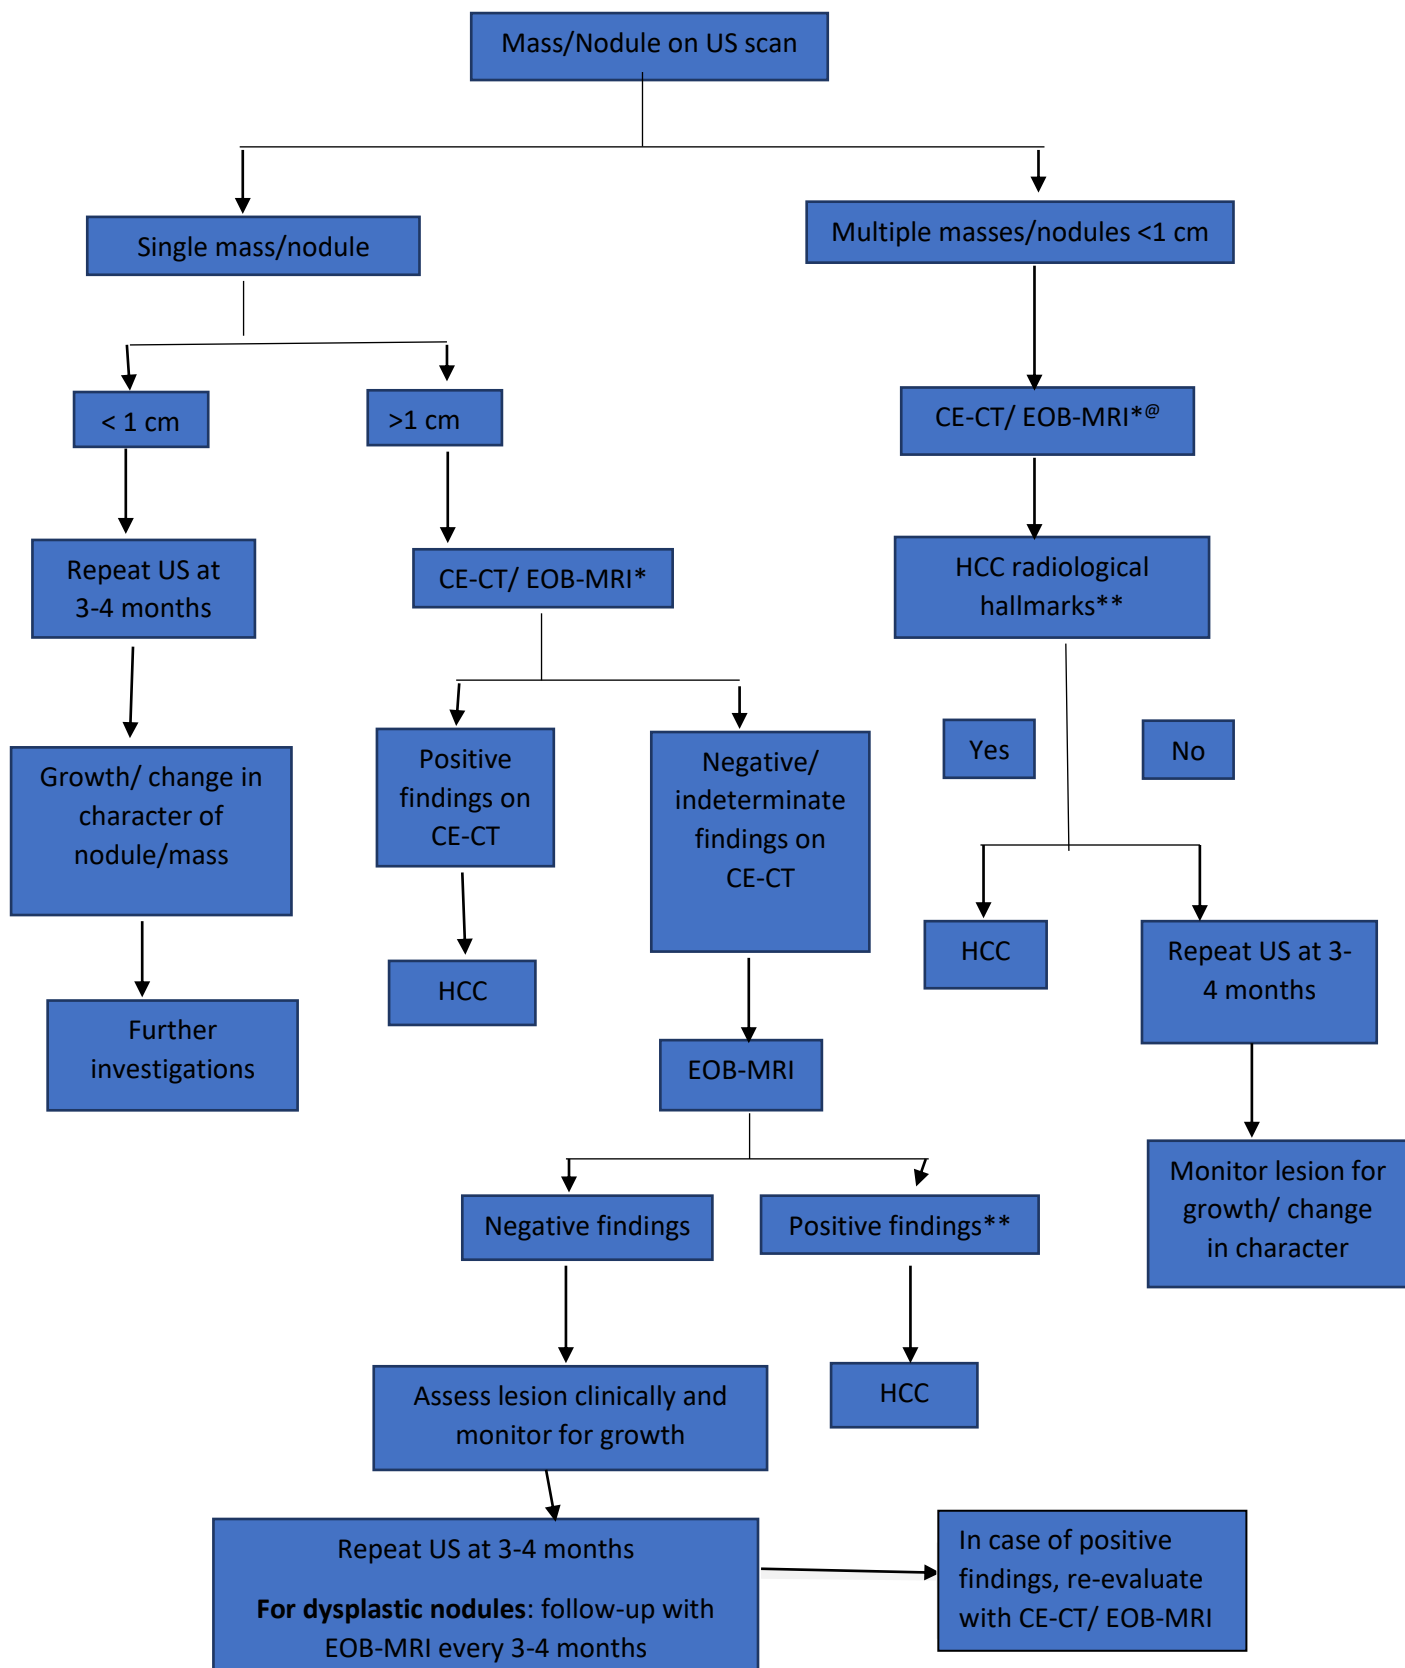 Mass/Nodule on US scan
Single mass/nodule
Multiple masses/nodules <1 cm
< 1 cm
>1 cm
CE-CT/ EOB-MRI*@
Repeat US at
3-4 months
CE-CT/ EOB-MRI*
HCC radiological
hallmarks**
Growth/ change in
character of
nodule/mass
Positive
findings on
CE-CT
Negative/
indeterminate
findings on
CE-CT
Yes
No
Further
investigations
HCC
HCC
Repeat US at 3-
4 months
EOB-MRI
Negative findings
Positive findings**
Monitor lesion for
growth/ change
in character
Assess lesion clinically and
monitor for growth
HCC
Repeat US at 3-4 months
For dysplastic nodules: follow-up with
EOB-MRI every 3-4 months
In case of positive
findings, re-evaluate
with CE-CT/ EOB-MRI